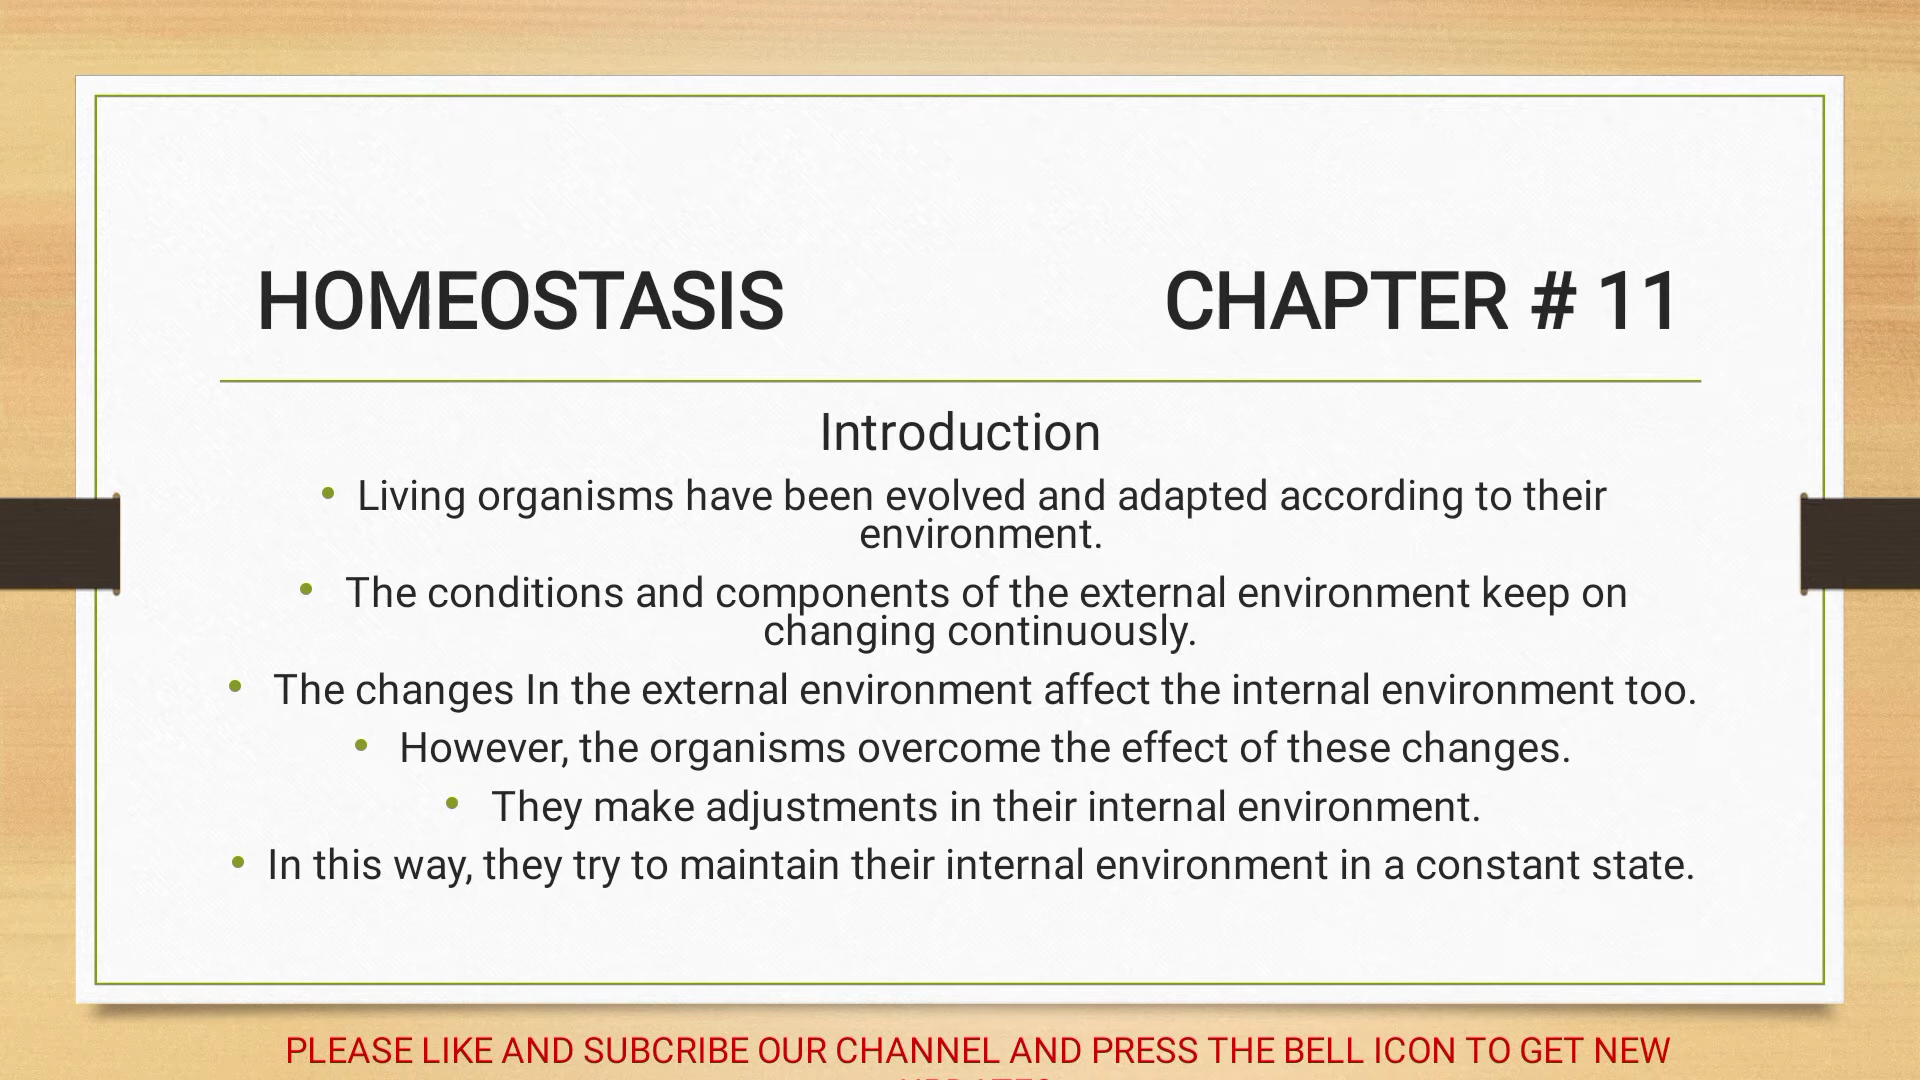 HOMEOSTASIS CHAPTER # 11
Introduction
• Living organisms have been evolved and adapted according to their
environment.
• The conditions and components of the external environment keep on
changing continuously.
• The changes In the external environment affect the internal environment too.
• However, the organisms overcome the effect of these changes.
• They make adjustments in their internal environment.
• In this way, they try to maintain their internal environment in a constant state.
PLEASE LIKE AND SUBCRIBE OUR CHANNEL AND PRESS THE BELL ICON TO GET NEW